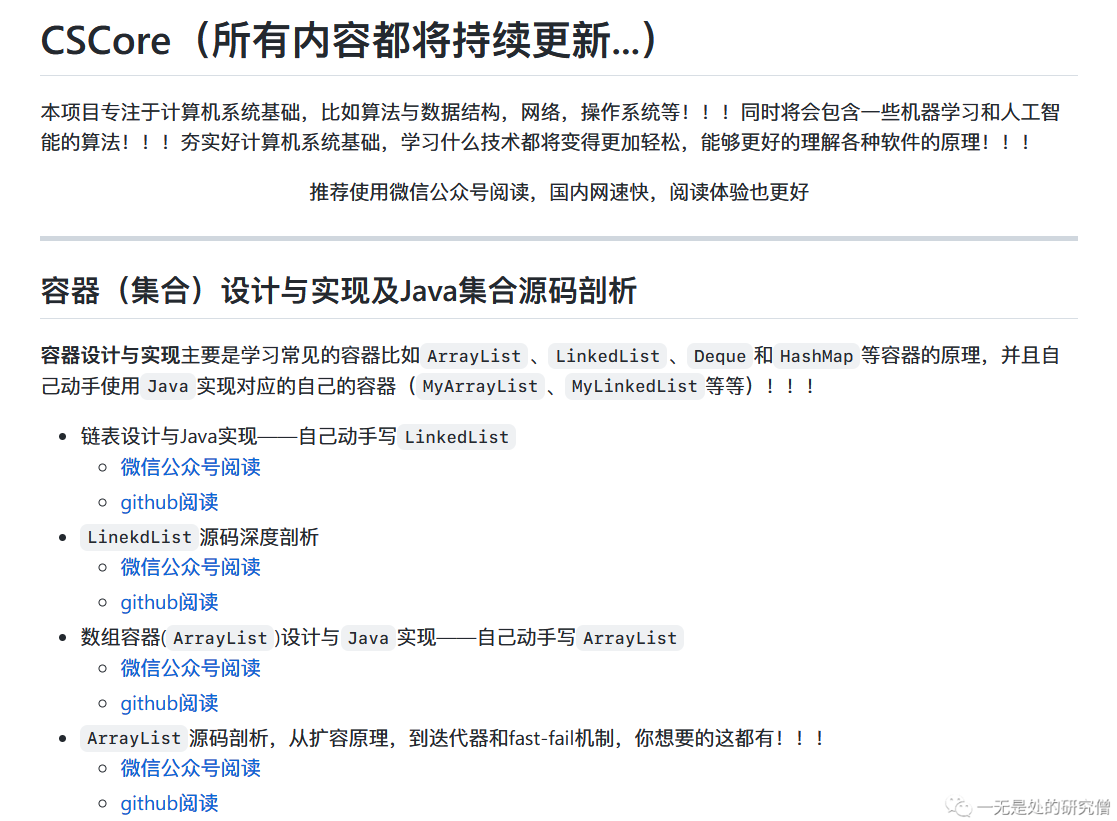 CSCore（所有内容都将持续更新...）
本项目专注于计算机系统基础，比如算法与数据结构，网络，操作系统等！！！同时将会包含一些机器学习和人工智
能的算法！！！夯实好计算机系统基础，学习什么技术都将变得更加轻松，能够更好的理解各种软件的原理！！！
推荐使用微信公众号阅读，国内网速快，阅读体验也更好
容器（集合）设计与实现及Java集合源码剖析
容器设计与实现主要是学习常见的容器比如 ArrayList 、 LinkedList 、 Deque 和 HashMap 等容器的原理，并且自
己动手使用 Java 实现对应的自己的容器（ MyArrayList 、 MyLinkedList 等等）！！！
链表设计与Java实现——自己动手写 LinkedList
微信公众号阅读
github阅读
LinekdList 源码深度剖析
微信公众号阅读
github阅读
数组容器( ArrayList )设计与 Java 实现——自己动手写 ArrayList
微信公众号阅读
github阅读
ArrayList 源码剖析，从扩容原理，到迭代器和fast-fail机制，你想要的这都有！！！
微信公众号阅读
github阅读
一无是处的研究僧